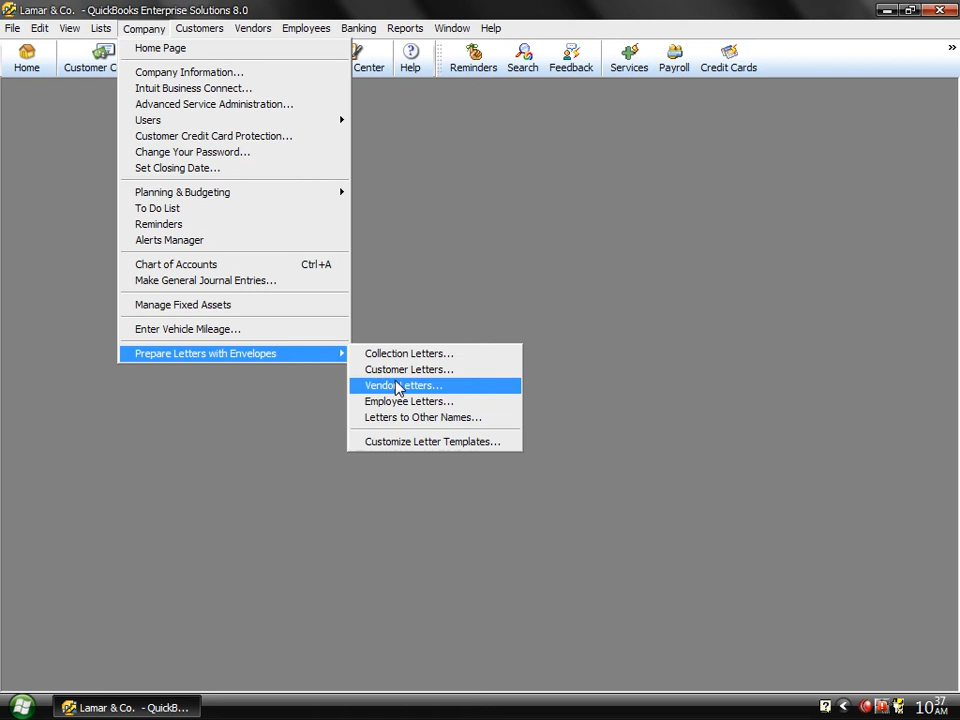 Lamar & Co. - QuickBooks Enterprise Solutions 8.0
File Edit View Lists Company Customers Vendors Employees Banking Reports Window Help
Home Customer C Center Help Reminders Search Feedback Services Payroll Credit Cards »
Home Page
Company Information...
Intuit Business Connect...
Advanced Service Administration...
Users
Customer Credit Card Protection...
Change Your Password...
Set Closing Date...
Planning & Budgeting
To Do List
Reminders
Alerts Manager
Chart of Accounts Ctrl+A
Make General Journal Entries...
Manage Fixed Assets
Enter Vehicle Mileage...
Prepare Letters with Envelopes
Collection Letters...
Customer Letters...
Vendor Letters...
Employee Letters...
Letters to Other Names...
Customize Letter Templates...
Lamar & Co. - QuickB...
10:37 AM